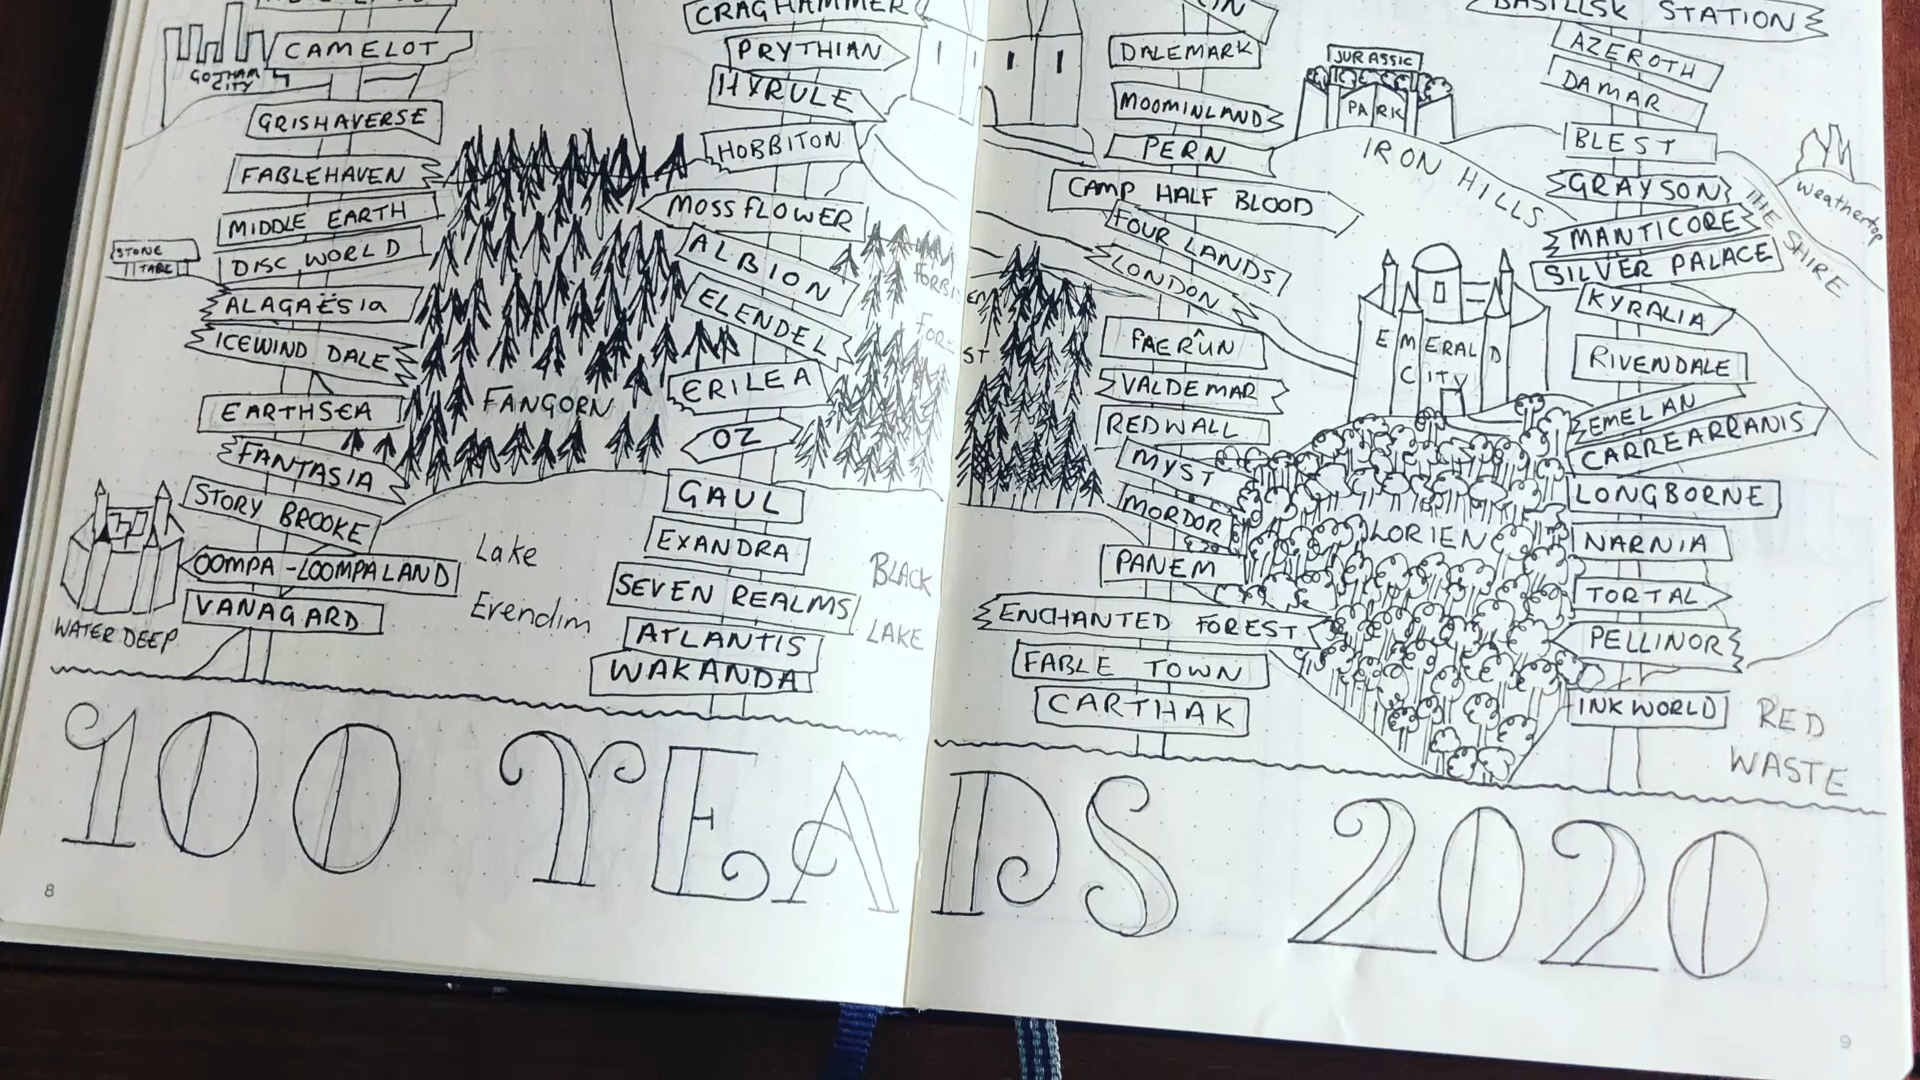 CAMELOT
GOTHAM
CITY
GRISHAVERSE
FABLEHAVEN
MIDDLE EARTH
STONE
TABLE
DISC WORLD
ALAGAËSIA
ICEWIND DALE
EARTHSEA
FANTASIA
STORY BROOKE
OOMPA-LOOMPALAND
VANAGARD
WATER DEEP
FANGORN
Lake
Evendim
CRAGHAMMER
PRYTHIAN
HYRULE
HOBBITON
MOSSFLOWER
ALBION
ELENDEL
ERILEA
OZ
GAUL
EXANDRA
SEVEN REALMS
ATLANTIS
WAKANDA
BLACK
LAKE
DALEMARK
MOOMINLAND
PERN
CAMP HALF BLOOD
FOUR LANDS
LONDON
FAERÛN
VALDEMAR
REDWALL
MYST
MORDOR
PANEM
ENCHANTED FOREST
FABLE TOWN
CARTHAK
JURASSIC
PARK
IRON HILLS
EMERALD
CITY
LORIEN
BASILISK STATION
AZEROTH
DAMAR
BLEST
GRAYSON
MANTICORE
SILVER PALACE
KYRALIA
RIVENDALE
EMELAN
CARREARRANIS
LONGBORNE
NARNIA
TORTAL
PELLINOR
INKWORLD
Weathertop
THE SHIRE
RED
WASTE
100 YEARS 2020
8
9